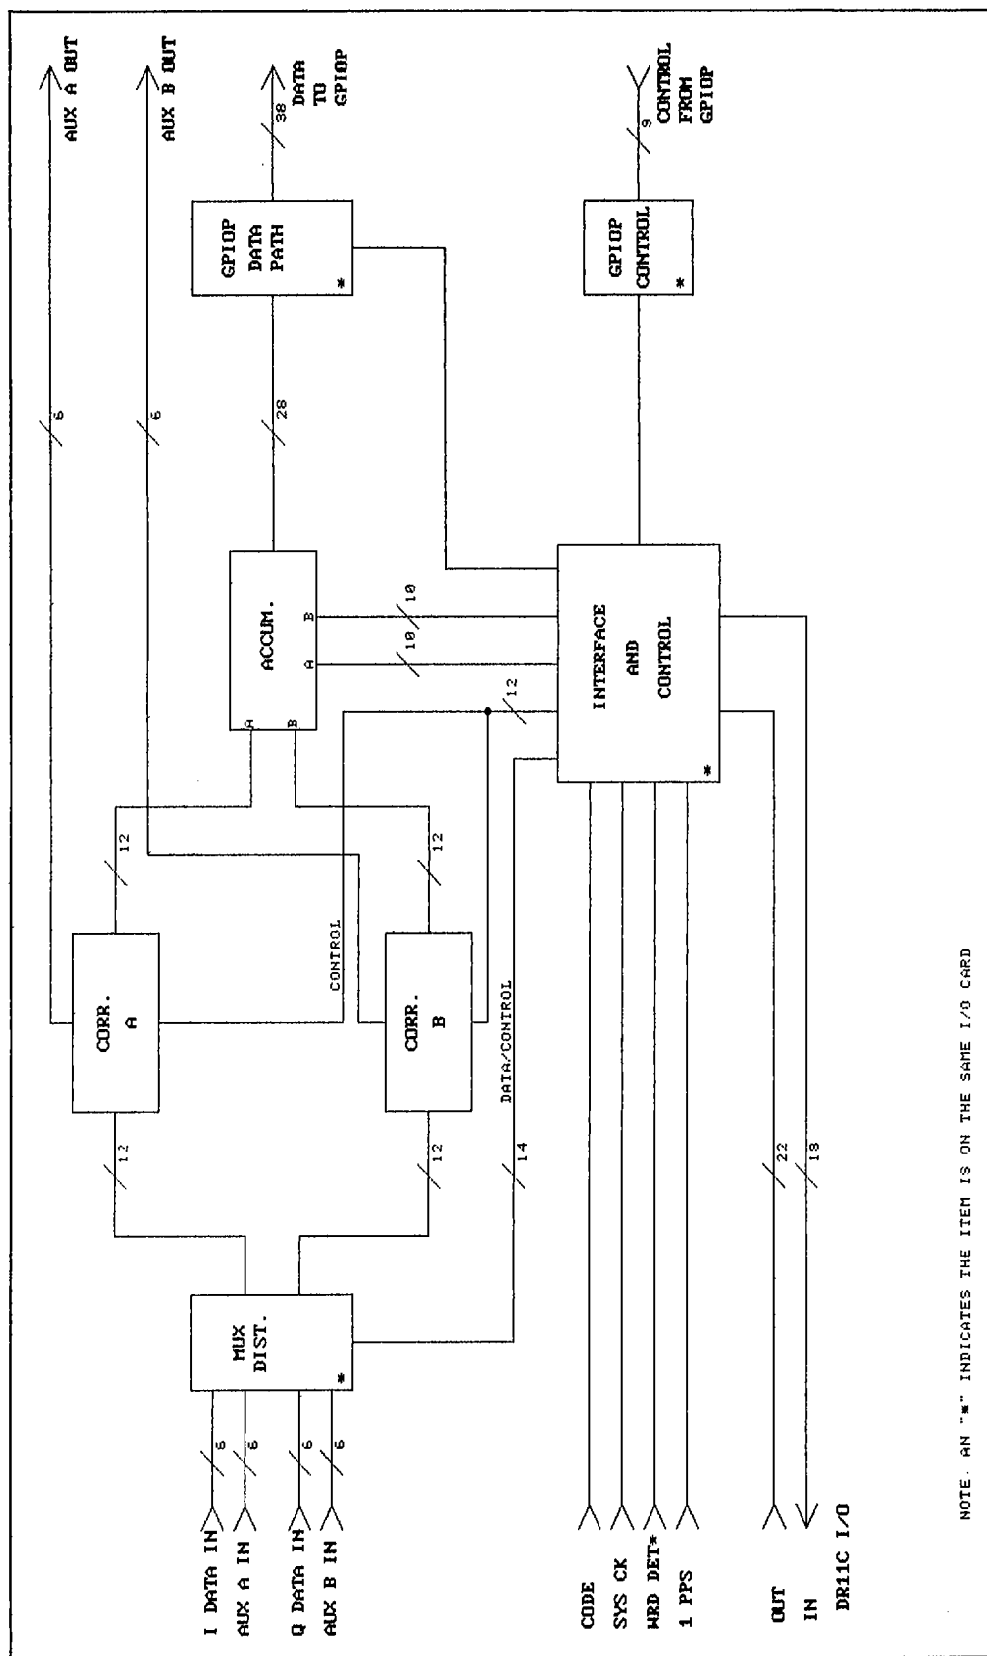 AUX A OUT
AUX B OUT
DATA
TO
GPIOP
CONTROL
FROM
GPIOP
38
9
GPIOP
DATA
PATH
*
GPIOP
CONTROL
*
6
6
28
ACCUM.
A
B
A
B
10
10
12
INTERFACE
AND
CONTROL
*
12
12
CORR.
A
CONTROL
CORR.
B
DATA/CONTROL
12
12
14
22
18
MUX
DIST.
*
6
6
6
6
I DATA IN
AUX A IN
Q DATA IN
AUX B IN
CODE
SYS CK
WRD DET*
1 PPS
OUT
IN
DR11C I/O
NOTE. AN "*" INDICATES THE ITEM IS ON THE SAME I/O CARD